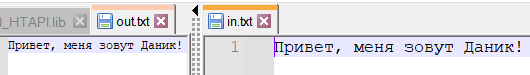 _HTAPI.lib out.txt in.txt
Привет, меня зовут Даник! 1 Привет, меня зовут Даник!